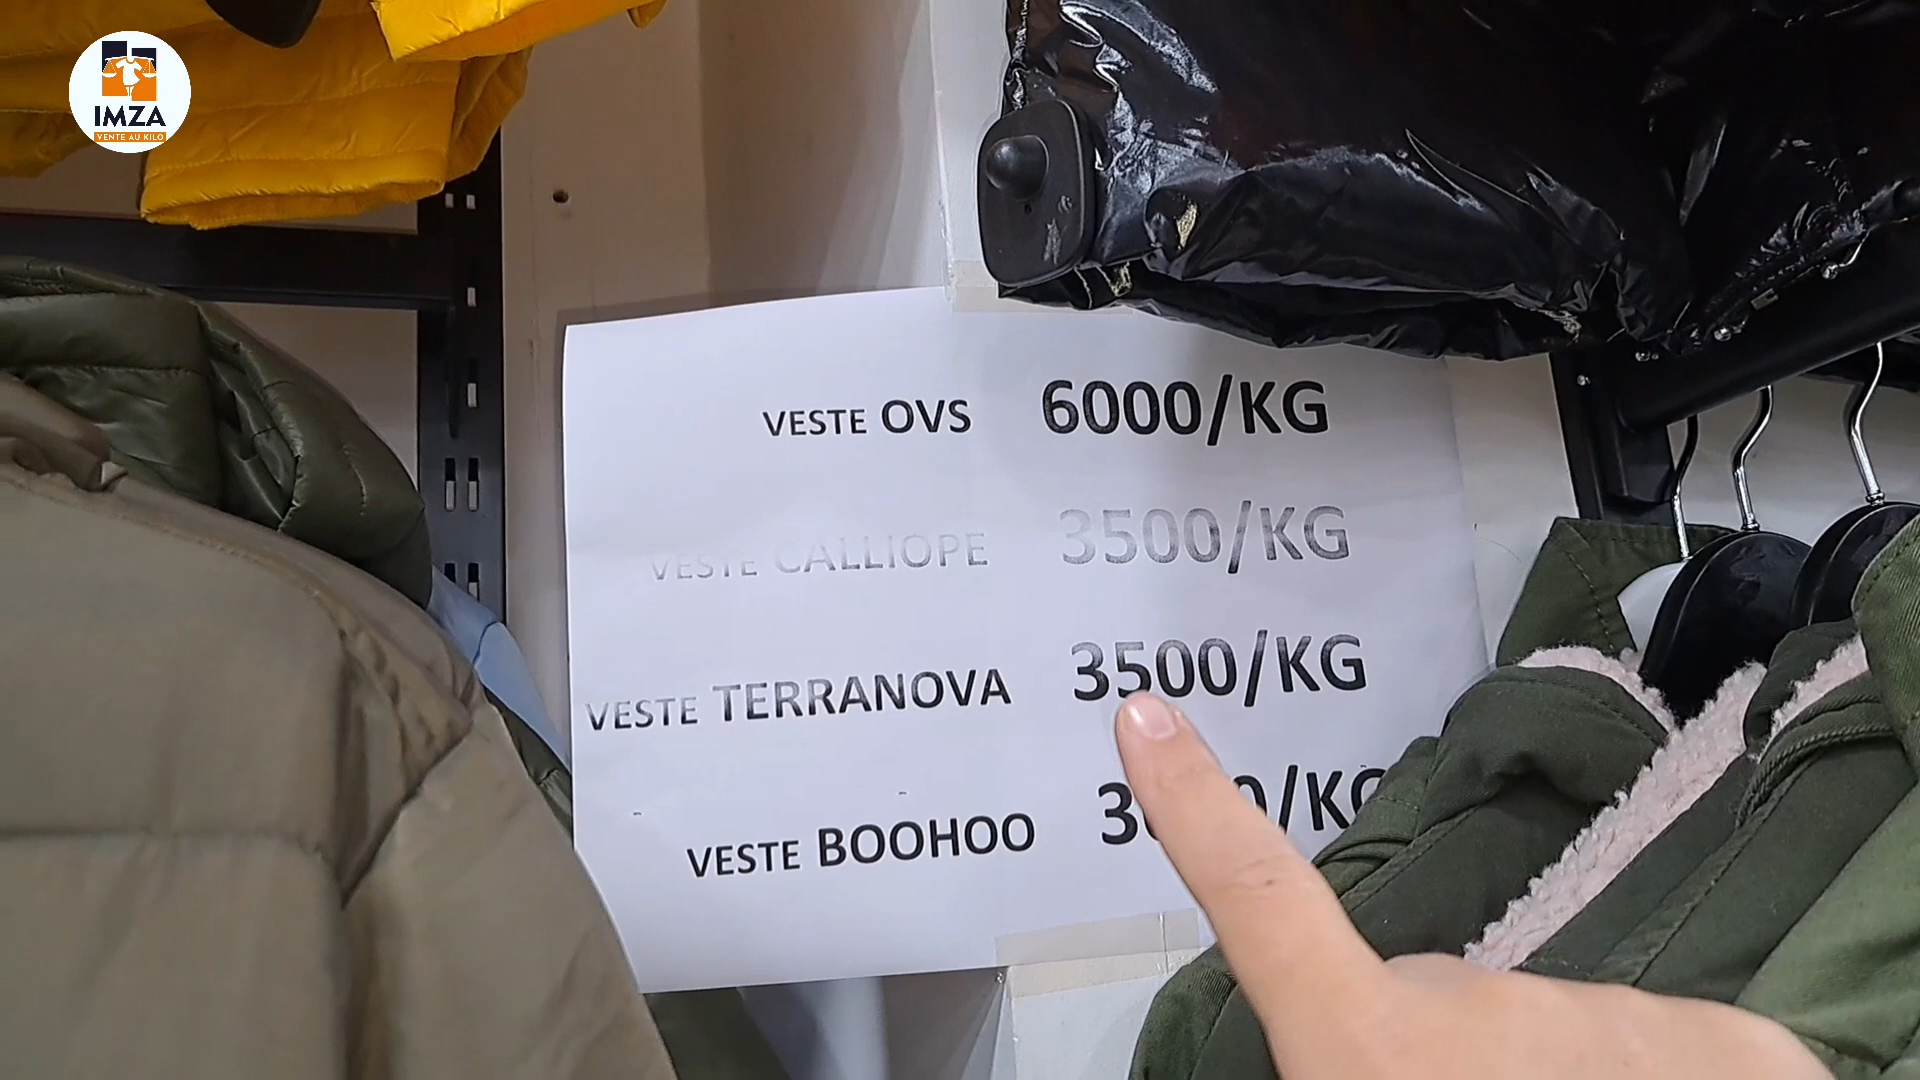 IMZA
VENTE AU KILO
VESTE OVS 6000/KG
VESTE CALLIOPE 3500/KG
VESTE TERRANOVA 3500/KG
VESTE BOOHOO